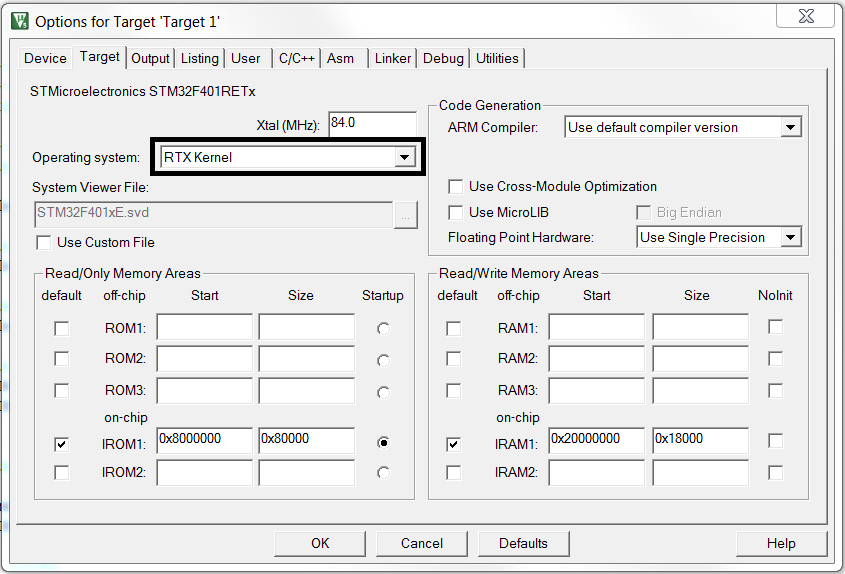 Options for Target 'Target 1'
Device Target Output Listing User C/C++ Asm Linker Debug Utilities
STMicroelectronics STM32F401RETx
Xtal (MHz): 84.0
Operating system: RTX Kernel
System Viewer File:
STM32F401xE.svd ...
Use Custom File
Code Generation
ARM Compiler: Use default compiler version
Use Cross-Module Optimization
Use MicroLIB Big Endian
Floating Point Hardware: Use Single Precision
Read/Only Memory Areas
default off-chip Start Size Startup
ROM1:
ROM2:
ROM3:
on-chip
IROM1: 0x8000000 0x80000
IROM2:
Read/Write Memory Areas
default off-chip Start Size NoInit
RAM1:
RAM2:
RAM3:
on-chip
IRAM1: 0x20000000 0x18000
IRAM2:
OK Cancel Defaults Help